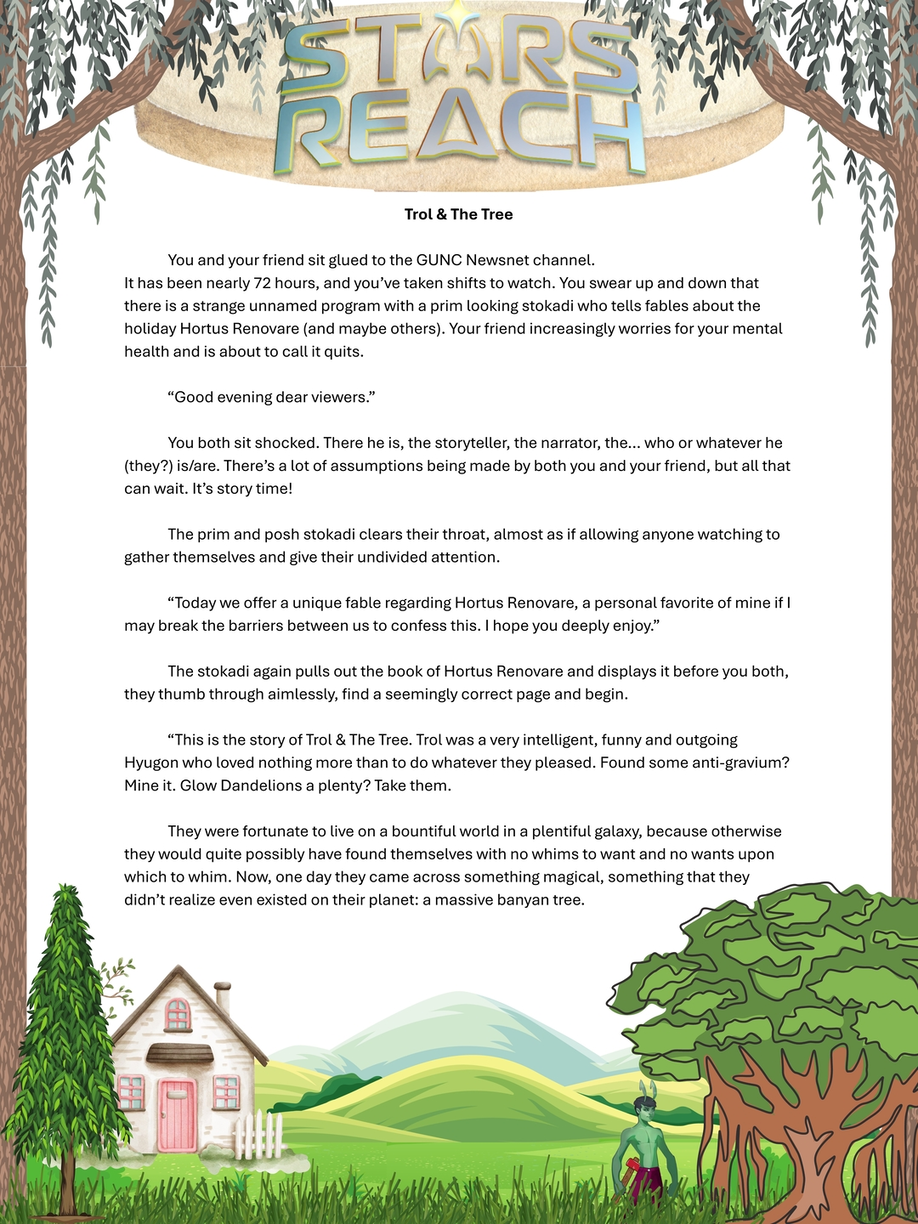 STARS
REACH
Trol & The Tree
You and your friend sit glued to the GUNC Newsnet channel.
It has been nearly 72 hours, and you’ve taken shifts to watch. You swear up and down that
there is a strange unnamed program with a prim looking stokadi who tells fables about the
holiday Hortus Renovare (and maybe others). Your friend increasingly worries for your mental
health and is about to call it quits.
“Good evening dear viewers.”
You both sit shocked. There he is, the storyteller, the narrator, the... who or whatever he
(they?) is/are. There’s a lot of assumptions being made by both you and your friend, but all that
can wait. It’s story time!
The prim and posh stokadi clears their throat, almost as if allowing anyone watching to
gather themselves and give their undivided attention.
“Today we offer a unique fable regarding Hortus Renovare, a personal favorite of mine if I
may break the barriers between us to confess this. I hope you deeply enjoy.”
The stokadi again pulls out the book of Hortus Renovare and displays it before you both,
they thumb through aimlessly, find a seemingly correct page and begin.
“This is the story of Trol & The Tree. Trol was a very intelligent, funny and outgoing
Hyugon who loved nothing more than to do whatever they pleased. Found some anti-gravium?
Mine it. Glow Dandelions a plenty? Take them.
They were fortunate to live on a bountiful world in a plentiful galaxy, because otherwise
they would quite possibly have found themselves with no whims to want and no wants upon
which to whim. Now, one day they came across something magical, something that they
didn’t realize even existed on their planet: a massive banyan tree.